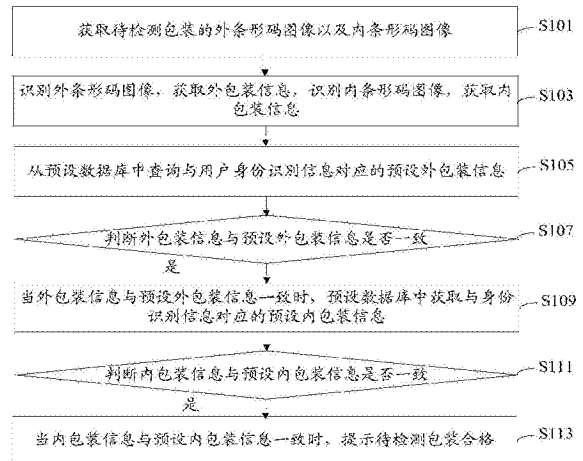 获取待检测包装的外条形码图像以及内条形码图像
S101
识别外条形码图像，获取外包装信息，识别内条形码图像，获取内
包装信息
S103
从预设数据库中查询与用户身份识别信息对应的预设外包装信息
S105
判断外包装信息与预设外包装信息是否一致
S107
是
当外包装信息与预设外包装信息一致时，预设数据库中获取与身份
识别信息对应的预设内包装信息
S109
判断内包装信息与预设内包装信息是否一致
S111
是
当内包装信息与预设内包装信息一致时，提示待检测包装合格
S113